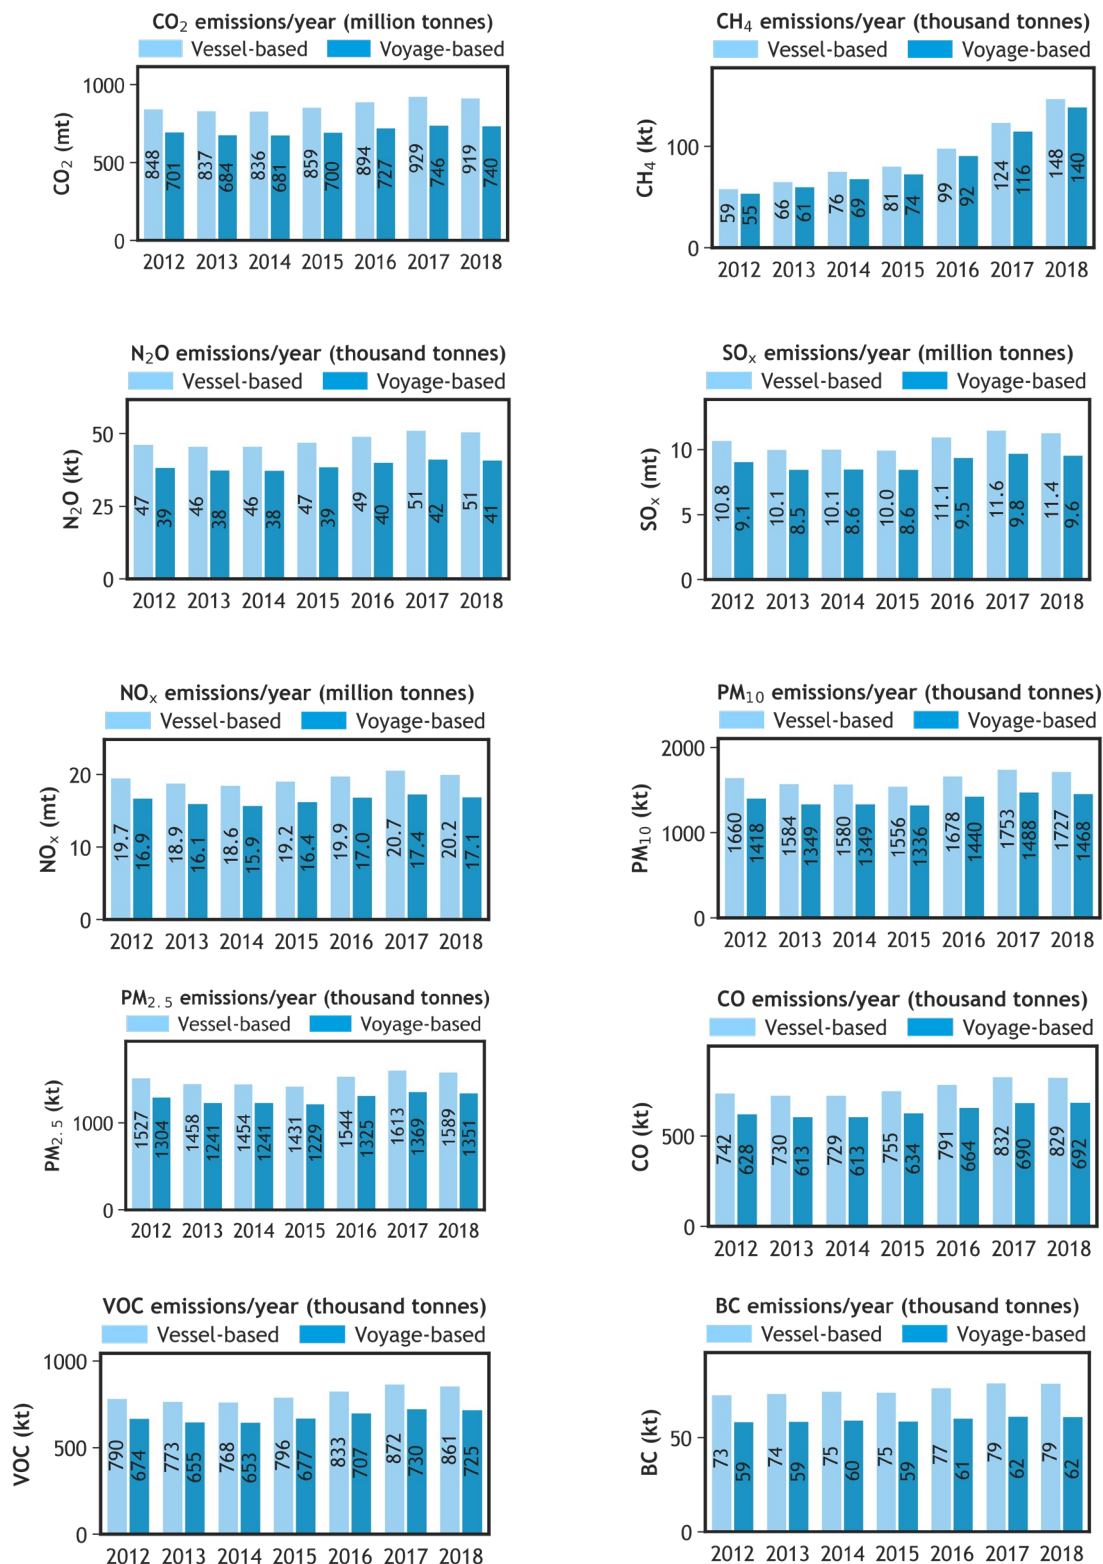 CO₂ emissions/year (million tonnes)
Vessel-based Voyage-based
CO₂ (mt)
1000
500
0
848 701 837 684 836 681 859 700 894 727 929 746 919 740
2012 2013 2014 2015 2016 2017 2018
CH₄ emissions/year (thousand tonnes)
Vessel-based Voyage-based
CH₄ (kt)
100
0
59 55 66 61 76 69 81 74 99 92 124 116 148 140
2012 2013 2014 2015 2016 2017 2018
N₂O emissions/year (thousand tonnes)
Vessel-based Voyage-based
N₂O (kt)
50
25
0
47 39 46 38 46 38 47 39 49 40 51 42 51 41
2012 2013 2014 2015 2016 2017 2018
SOₓ emissions/year (million tonnes)
Vessel-based Voyage-based
SOₓ (mt)
10
5
0
10.8 9.1 10.1 8.5 10.1 8.6 10.0 8.6 11.1 9.5 11.6 9.8 11.4 9.6
2012 2013 2014 2015 2016 2017 2018
NOₓ emissions/year (million tonnes)
Vessel-based Voyage-based
NOₓ (mt)
20
10
0
19.7 16.9 18.9 16.1 18.6 15.9 19.2 16.4 19.9 17.0 20.7 17.4 20.2 17.1
2012 2013 2014 2015 2016 2017 2018
PM₁₀ emissions/year (thousand tonnes)
Vessel-based Voyage-based
PM₁₀ (kt)
2000
1000
0
1660 1418 1584 1349 1580 1349 1556 1336 1678 1440 1753 1488 1727 1468
2012 2013 2014 2015 2016 2017 2018
PM₂.₅ emissions/year (thousand tonnes)
Vessel-based Voyage-based
PM₂.₅ (kt)
1000
0
1527 1304 1458 1241 1454 1241 1431 1229 1544 1325 1613 1369 1589 1351
2012 2013 2014 2015 2016 2017 2018
CO emissions/year (thousand tonnes)
Vessel-based Voyage-based
CO (kt)
500
0
742 628 730 613 729 613 755 634 791 664 832 690 829 692
2012 2013 2014 2015 2016 2017 2018
VOC emissions/year (thousand tonnes)
Vessel-based Voyage-based
VOC (kt)
1000
500
0
790 674 773 655 768 653 796 677 833 707 872 730 861 725
2012 2013 2014 2015 2016 2017 2018
BC emissions/year (thousand tonnes)
Vessel-based Voyage-based
BC (kt)
50
0
73 59 74 59 75 60 75 59 77 61 79 62 79 62
2012 2013 2014 2015 2016 2017 2018